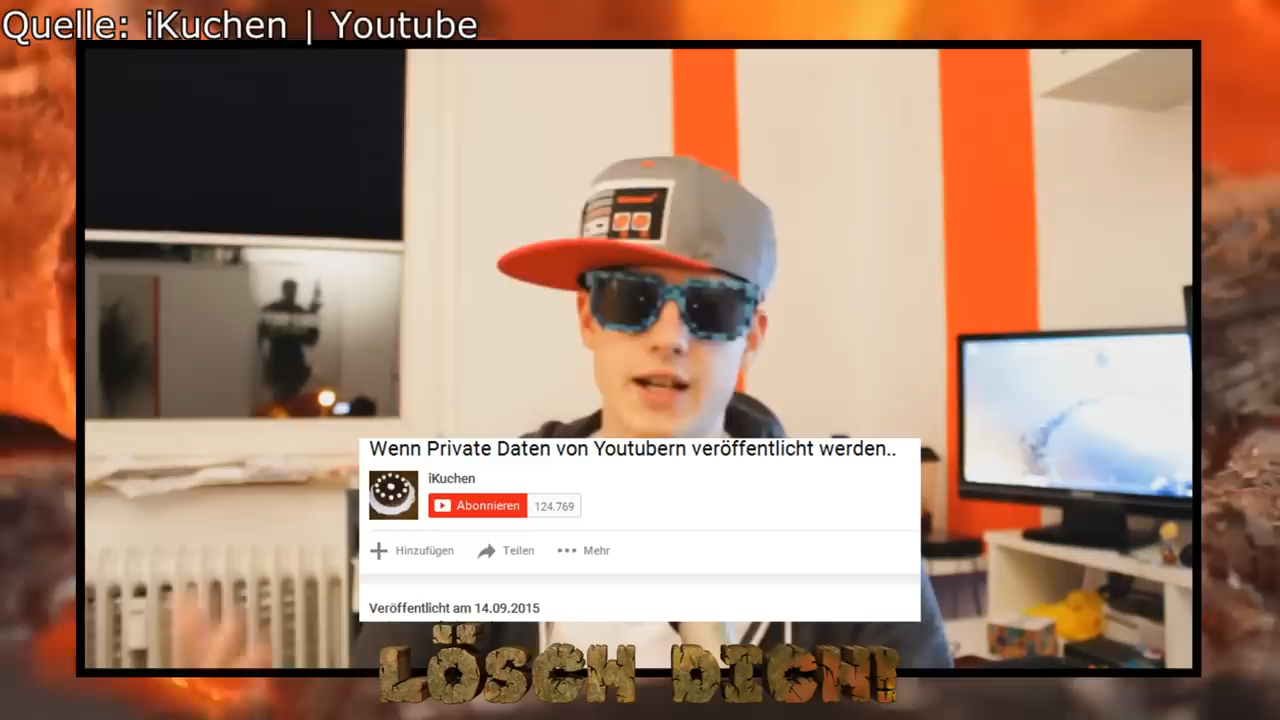 Quelle: iKuchen | Youtube
Wenn Private Daten von Youtubern veröffentlicht werden..
iKuchen
Abonnieren 124.769
Hinzufügen Teilen Mehr
Veröffentlicht am 14.09.2015
LÖSCH DICH!